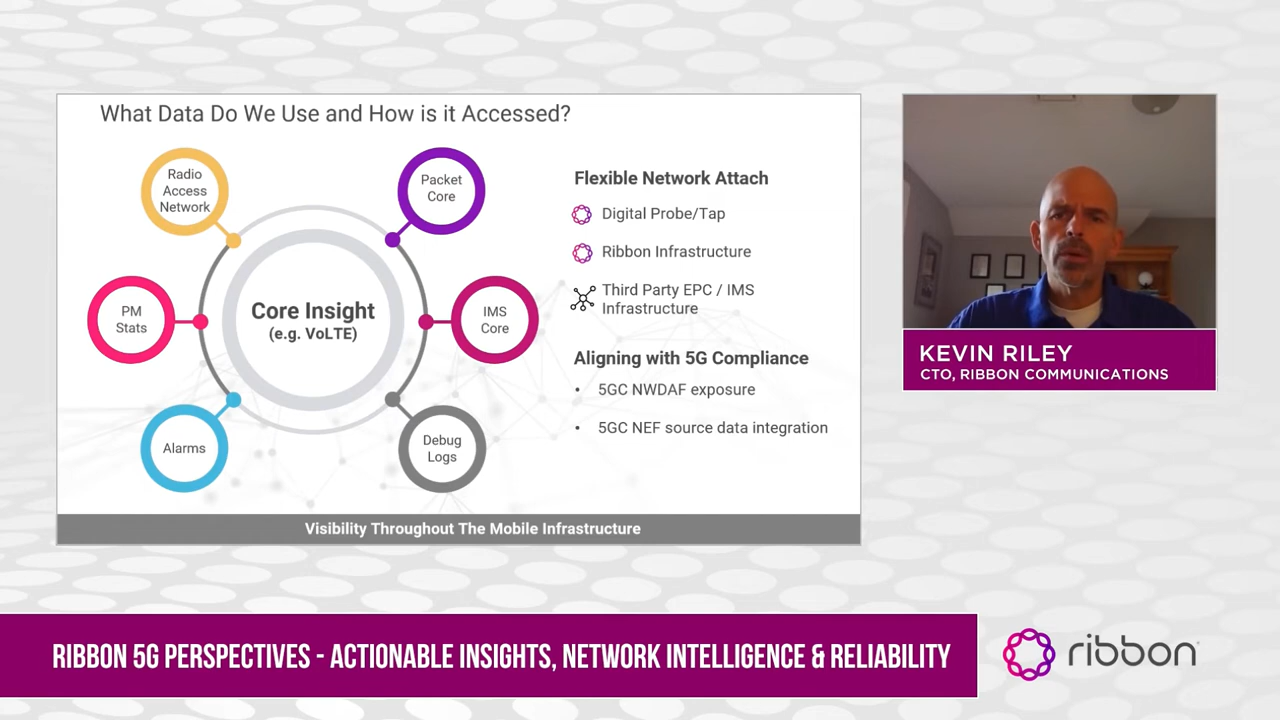 What Data Do We Use and How is it Accessed?
Radio
Access
Network
Packet
Core
PM
Stats
Core Insight
(e.g. VoLTE)
IMS
Core
Alarms
Debug
Logs
Flexible Network Attach
Digital Probe/Tap
Ribbon Infrastructure
Third Party EPC / IMS
Infrastructure
Aligning with 5G Compliance
• 5GC NWDAF exposure
• 5GC NEF source data integration
Visibility Throughout The Mobile Infrastructure
KEVIN RILEY
CTO, RIBBON COMMUNICATIONS
RIBBON 5G PERSPECTIVES - ACTIONABLE INSIGHTS, NETWORK INTELLIGENCE & RELIABILITY
ribbon